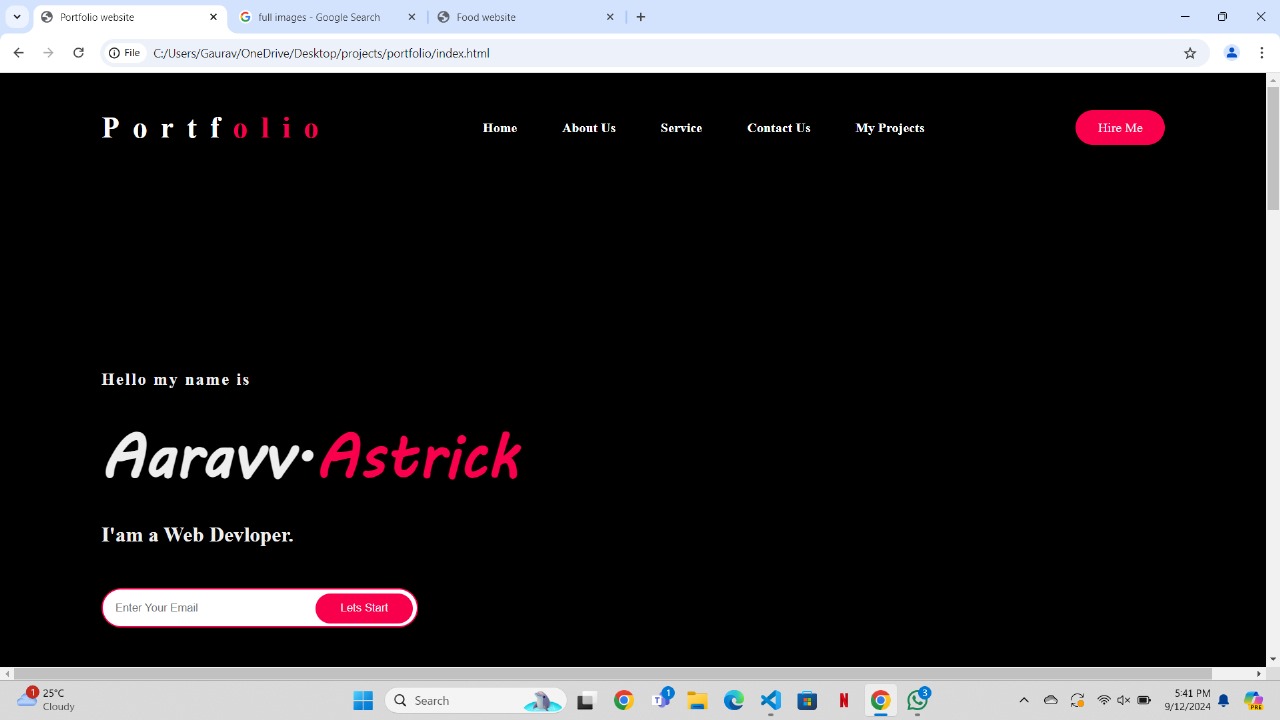 Portfolio website
full images - Google Search
Food website
File
C:/Users/Gaurav/OneDrive/Desktop/projects/portfolio/index.html
Portfolio
Home
About Us
Service
Contact Us
My Projects
Hire Me
Hello my name is
Aaravv·Astrick
I'am a Web Devloper.
Enter Your Email
Lets Start
1
25°C
Cloudy
Search
1
N
3
5:41 PM
9/12/2024
PRE